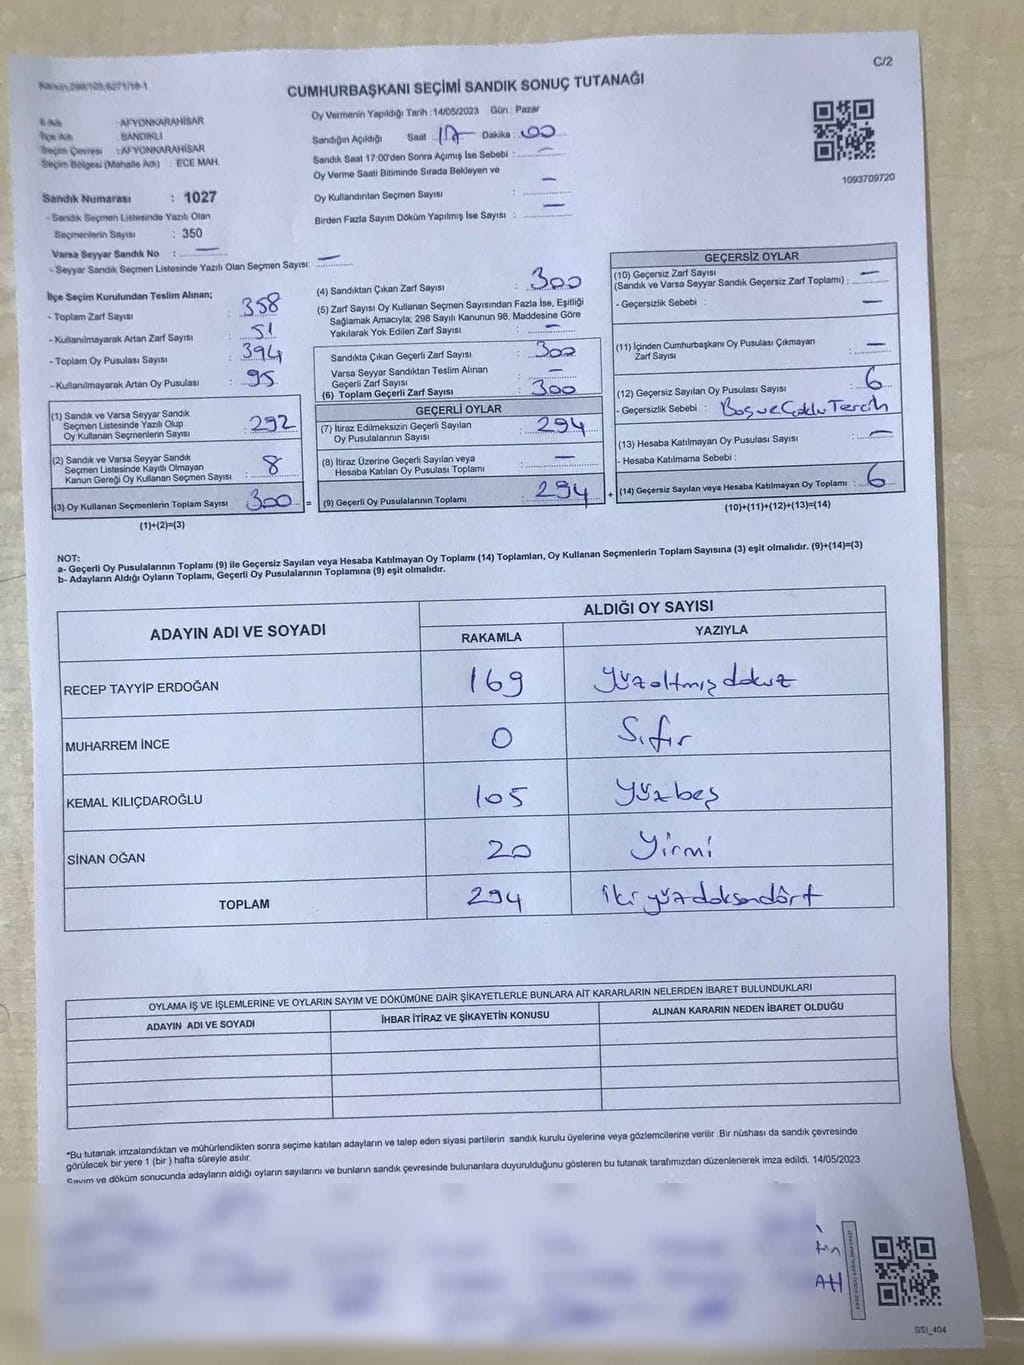 C/2
CUMHURBAŞKANI SEÇİMİ SANDIK SONUÇ TUTANAĞI
Oy Vermenin Yapıldığı Tarih :14/05/2023 Gün : Pazar
İl Adı : AFYONKARAHİSAR
İlçe Adı : SANDIKLI
Seçim Çevresi : AFYONKARAHİSAR
Seçim Bölgesi (Mahalle Adı) : ECE MAH.
Sandık Numarası : 1027
- Sandık Seçmen Listesinde Yazılı Olan
Seçmenlerin Sayısı : 350
Varsa Seyyar Sandık No : —
- Seyyar Sandık Seçmen Listesinde Yazılı Olan Seçmen Sayısı: —
Sandığın Açıldığı Saat : 17 Dakika : 00
Sandık Saat 17:00'den Sonra Açımış İse Sebebi : —
Oy Verme Saati Bitiminde Sırada Bekleyen ve
Oy Kullandırılan Seçmen Sayısı : —
Birden Fazla Sayım Döküm Yapılmış İse Sayısı : —
1093709720
İlçe Seçim Kurulundan Teslim Alınan;
- Toplam Zarf Sayısı : 358
- Kullanılmayarak Artan Zarf Sayısı : 51
- Toplam Oy Pusulası Sayısı : 394
- Kullanılmayarak Artan Oy Pusulası : 95
(1) Sandık ve Varsa Seyyar Sandık
Seçmen Listesinde Yazılı Olup
Oy Kullanan Seçmenlerin Sayısı : 292
(2) Sandık ve Varsa Seyyar Sandık
Seçmen Listesinde Kayıtlı Olmayan
Kanun Gereği Oy Kullanan Seçmen Sayısı : 8
(3) Oy Kullanan Seçmenlerin Toplam Sayısı : 300 =
(1)+(2)=(3)
(4) Sandıktan Çıkan Zarf Sayısı : 300
(5) Zarf Sayısı Oy Kullanan Seçmen Sayısından Fazla İse, Eşitliği
Sağlamak Amacıyla; 298 Sayılı Kanunun 98. Maddesine Göre
Yakılarak Yok Edilen Zarf Sayısı : —
Sandıkta Çıkan Geçerli Zarf Sayısı : 300
Varsa Seyyar Sandıktan Teslim Alınan
Geçerli Zarf Sayısı : —
(6) Toplam Geçerli Zarf Sayısı : 300
GEÇERLİ OYLAR
(7) İtiraz Edilmeksizin Geçerli Sayılan
Oy Pusulalarının Sayısı : 294
(8) İtiraz Üzerine Geçerli Sayılan veya
Hesaba Katılan Oy Pusulası Toplamı : —
(9) Geçerli Oy Pusulalarının Toplamı : 294 +
GEÇERSİZ OYLAR
(10) Geçersiz Zarf Sayısı
(Sandık ve Varsa Seyyar Sandık Geçersiz Zarf Toplamı) : —
- Geçersizlik Sebebi : —
(11) İçinden Cumhurbaşkanı Oy Pusulası Çıkmayan
Zarf Sayısı : —
(12) Geçersiz Sayılan Oy Pusulası Sayısı : 6
- Geçersizlik Sebebi : Boş ve Çoklu Tercih
(13) Hesaba Katılmayan Oy Pusulası Sayısı : —
- Hesaba Katılmama Sebebi :
(14) Geçersiz Sayılan veya Hesaba Katılmayan Oy Toplamı : 6
(10)+(11)+(12)+(13)=(14)
NOT:
a- Geçerli Oy Pusulalarının Toplamı (9) ile Geçersiz Sayılan veya Hesaba Katılmayan Oy Toplamı (14) Toplamları, Oy Kullanan Seçmenlerin Toplam Sayısına (3) eşit olmalıdır. (9)+(14)=(3)
b- Adayların Aldığı Oyların Toplamı, Geçerli Oy Pusulalarının Toplamına (9) eşit olmalıdır.
ADAYIN ADI VE SOYADI ALDIĞI OY SAYISI
RAKAMLA YAZIYLA
RECEP TAYYİP ERDOĞAN 169 Yüzaltmış dokuz
MUHARREM İNCE 0 Sıfır
KEMAL KILIÇDAROĞLU 105 Yüzbeş
SİNAN OĞAN 20 Yirmi
TOPLAM 294 iki yüz doksandört
OYLAMA İŞ VE İŞLEMLERİNE VE OYLARIN SAYIM VE DÖKÜMÜNE DAİR ŞİKAYETLERLE BUNLARA AİT KARARLARIN NELERDEN İBARET BULUNDUKLARI
ADAYIN ADI VE SOYADI İHBAR İTİRAZ VE ŞİKAYETİN KONUSU ALINAN KARARIN NEDEN İBARET OLDUĞU
*Bu tutanak imzalandıktan ve mühürlendikten sonra seçime katılan adayların ve talep eden siyasi partilerin sandık kurulu üyelerine veya gözlemcilerine verilir .Bir nüshası da sandık çevresinde
görülecek bir yere 1 (bir ) hafta süreyle asılır.
Sayım ve döküm sonucunda adayların aldığı oyların sayılarını ve bunların sandık çevresinde bulunanlara duyurulduğunu gösteren bu tutanak tarafımızdan düzenlenerek imza edildi. 14/05/2023
SSI_404